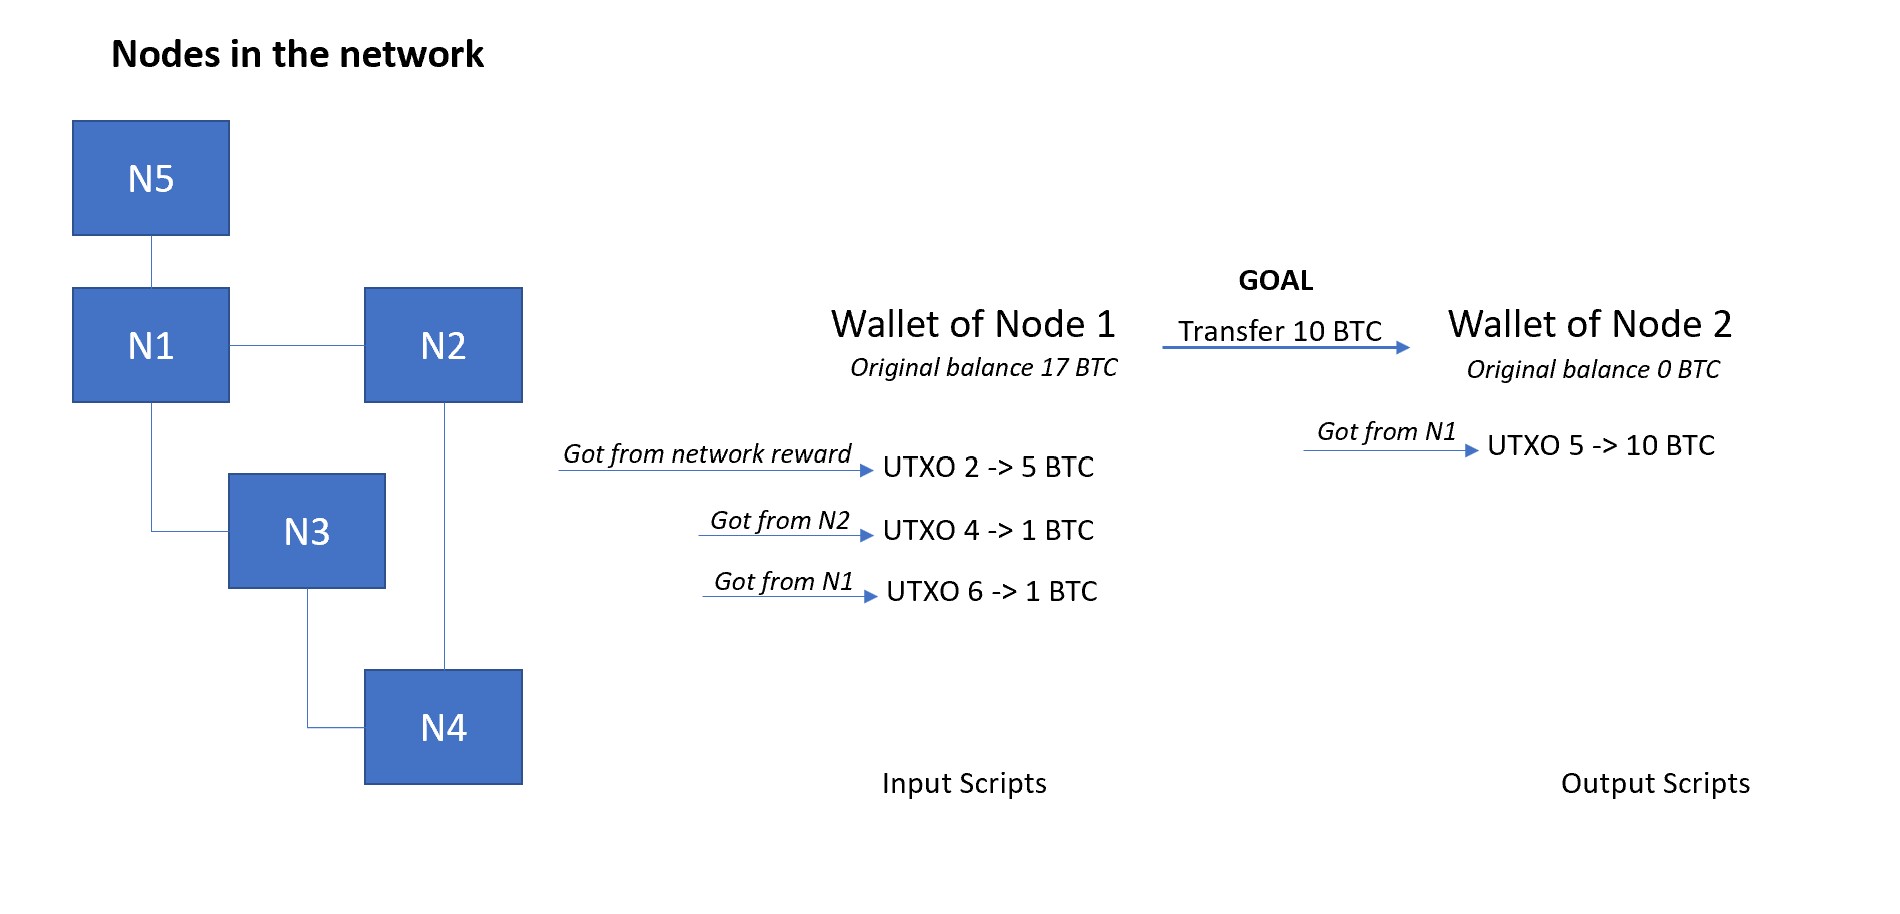 Nodes in the network
N5
N1
N2
N3
N4
GOAL
Wallet of Node 1
Transfer 10 BTC
Wallet of Node 2
Original balance 17 BTC
Original balance 0 BTC
Got from network reward
UTXO 2 -> 5 BTC
Got from N2
UTXO 4 -> 1 BTC
Got from N1
UTXO 6 -> 1 BTC
Got from N1
UTXO 5 -> 10 BTC
Input Scripts
Output Scripts